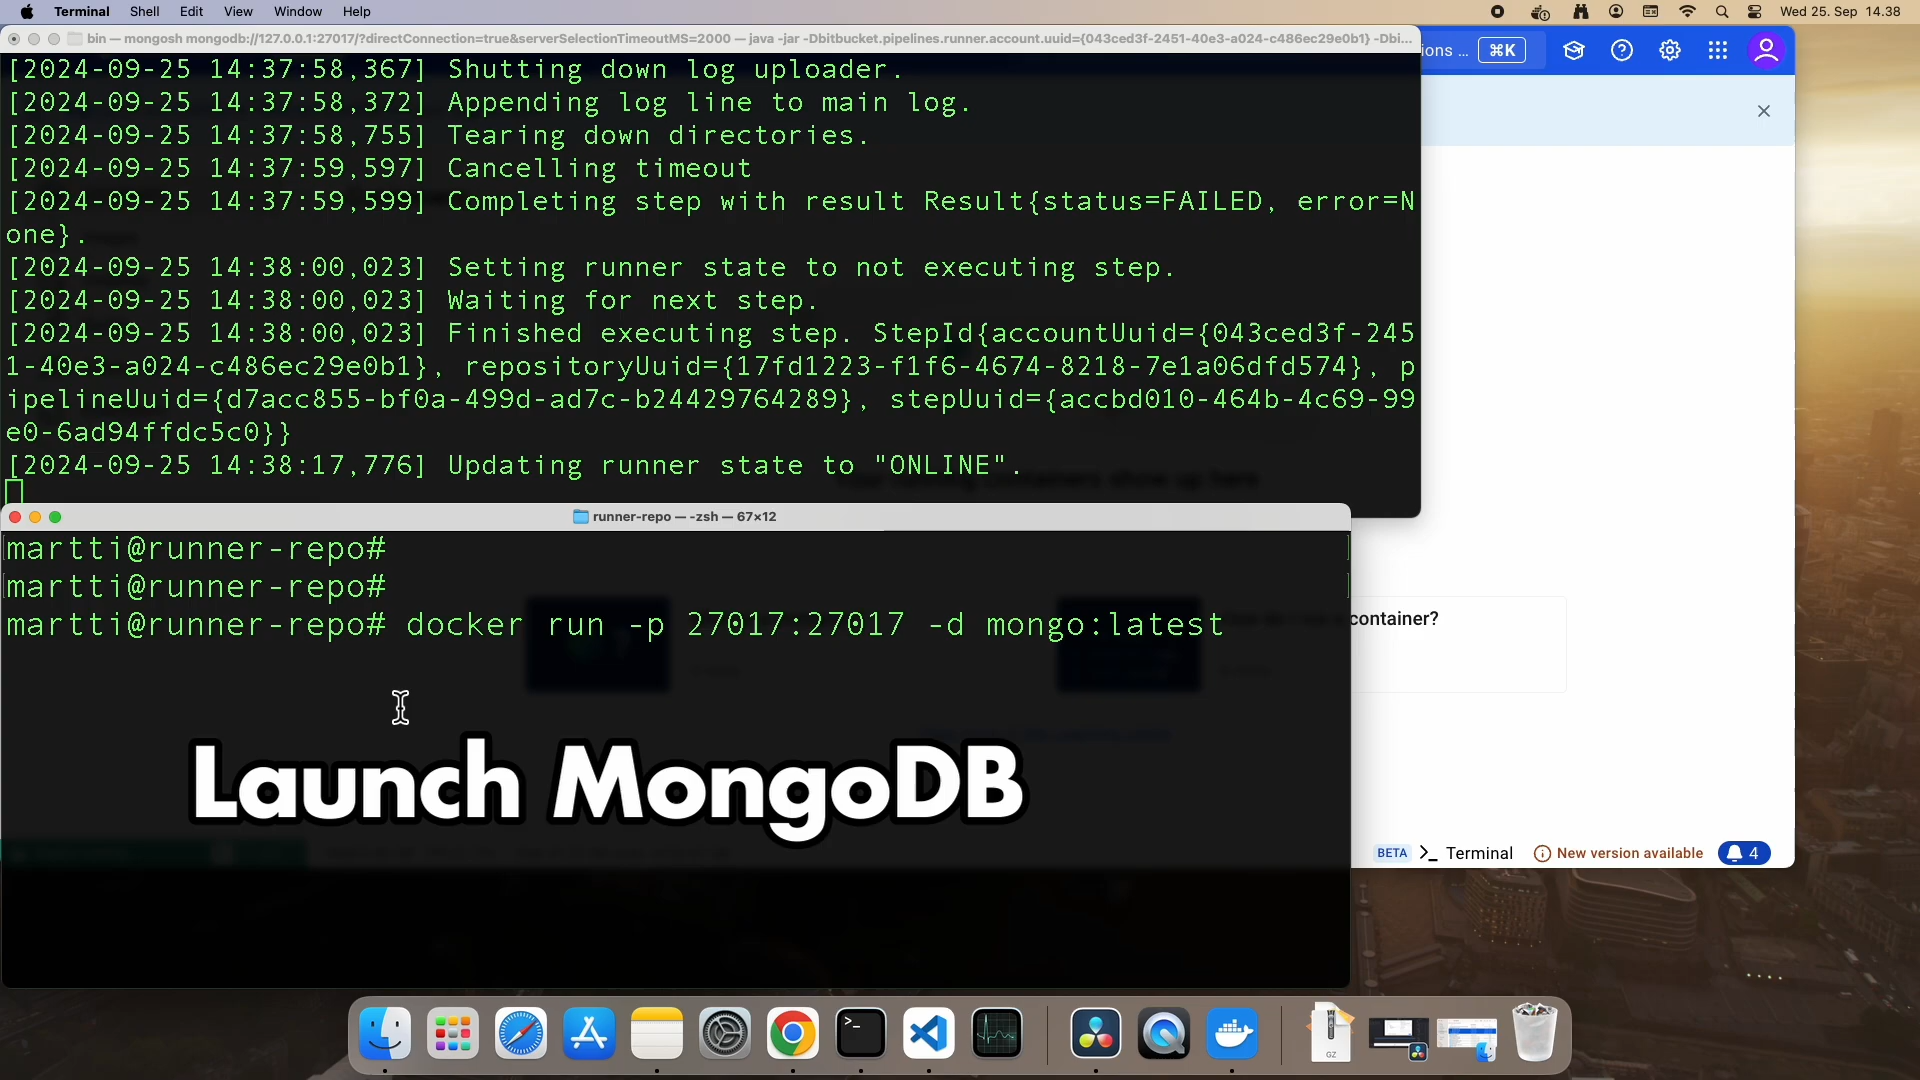 Terminal Shell Edit View Window Help
Wed 25. Sep 14.38
bin — mongosh mongodb://127.0.0.1:27017/?directConnection=true&serverSelectionTimeoutMS=2000 — java -jar -Dbitbucket.pipelines.runner.account.uuid={043ced3f-2451-40e3-a024-c486ec29e0b1} -Dbi...
ions ... ⌘K
[2024-09-25 14:37:58,367] Shutting down log uploader.
[2024-09-25 14:37:58,372] Appending log line to main log.
[2024-09-25 14:37:58,755] Tearing down directories.
[2024-09-25 14:37:59,597] Cancelling timeout
[2024-09-25 14:37:59,599] Completing step with result Result{status=FAILED, error=N
one}.
[2024-09-25 14:38:00,023] Setting runner state to not executing step.
[2024-09-25 14:38:00,023] Waiting for next step.
[2024-09-25 14:38:00,023] Finished executing step. StepId{accountUuid={043ced3f-245
1-40e3-a024-c486ec29e0b1}, repositoryUuid={17fd1223-f1f6-4674-8218-7e1a06dfd574}, p
ipelineUuid={d7acc855-bf0a-499d-ad7c-b24429764289}, stepUuid={accbd010-464b-4c69-99
e0-6ad94ffdc5c0}}
[2024-09-25 14:38:17,776] Updating runner state to "ONLINE".
runner-repo — -zsh — 67×12
martti@runner-repo#
martti@runner-repo#
martti@runner-repo# docker run -p 27017:27017 -d mongo:latest
container?
Launch MongoDB
BETA >_ Terminal New version available 4
GZ